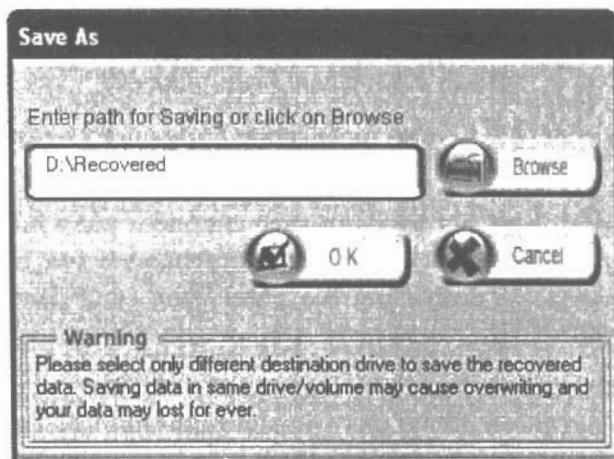 Save As
Enter path for Saving or click on Browse
D:\Recovered
Browse
O K
Cancel
Warning
Please select only different destination drive to save the recovered
data. Saving data in same drive/volume may cause overwriting and
your data may lost for ever.